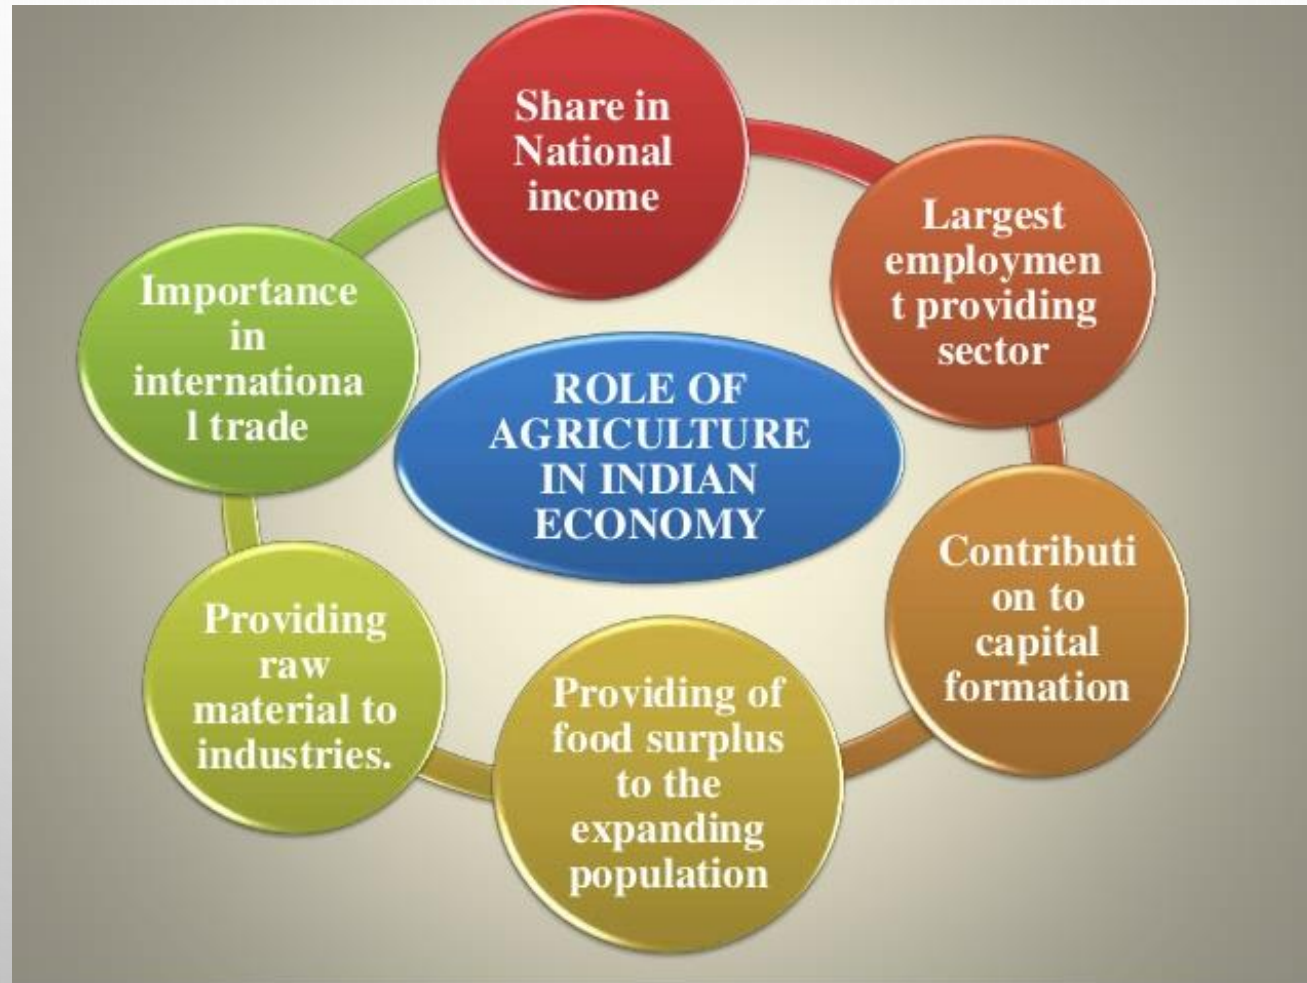 Share in
National
income
Largest
employmen
t providing
sector
Contributi
on to
capital
formation
Providing of
food surplus
to the
expanding
population
Providing
raw
material to
industries.
Importance
in
internationa
l trade
ROLE OF
AGRICULTURE
IN INDIAN
ECONOMY